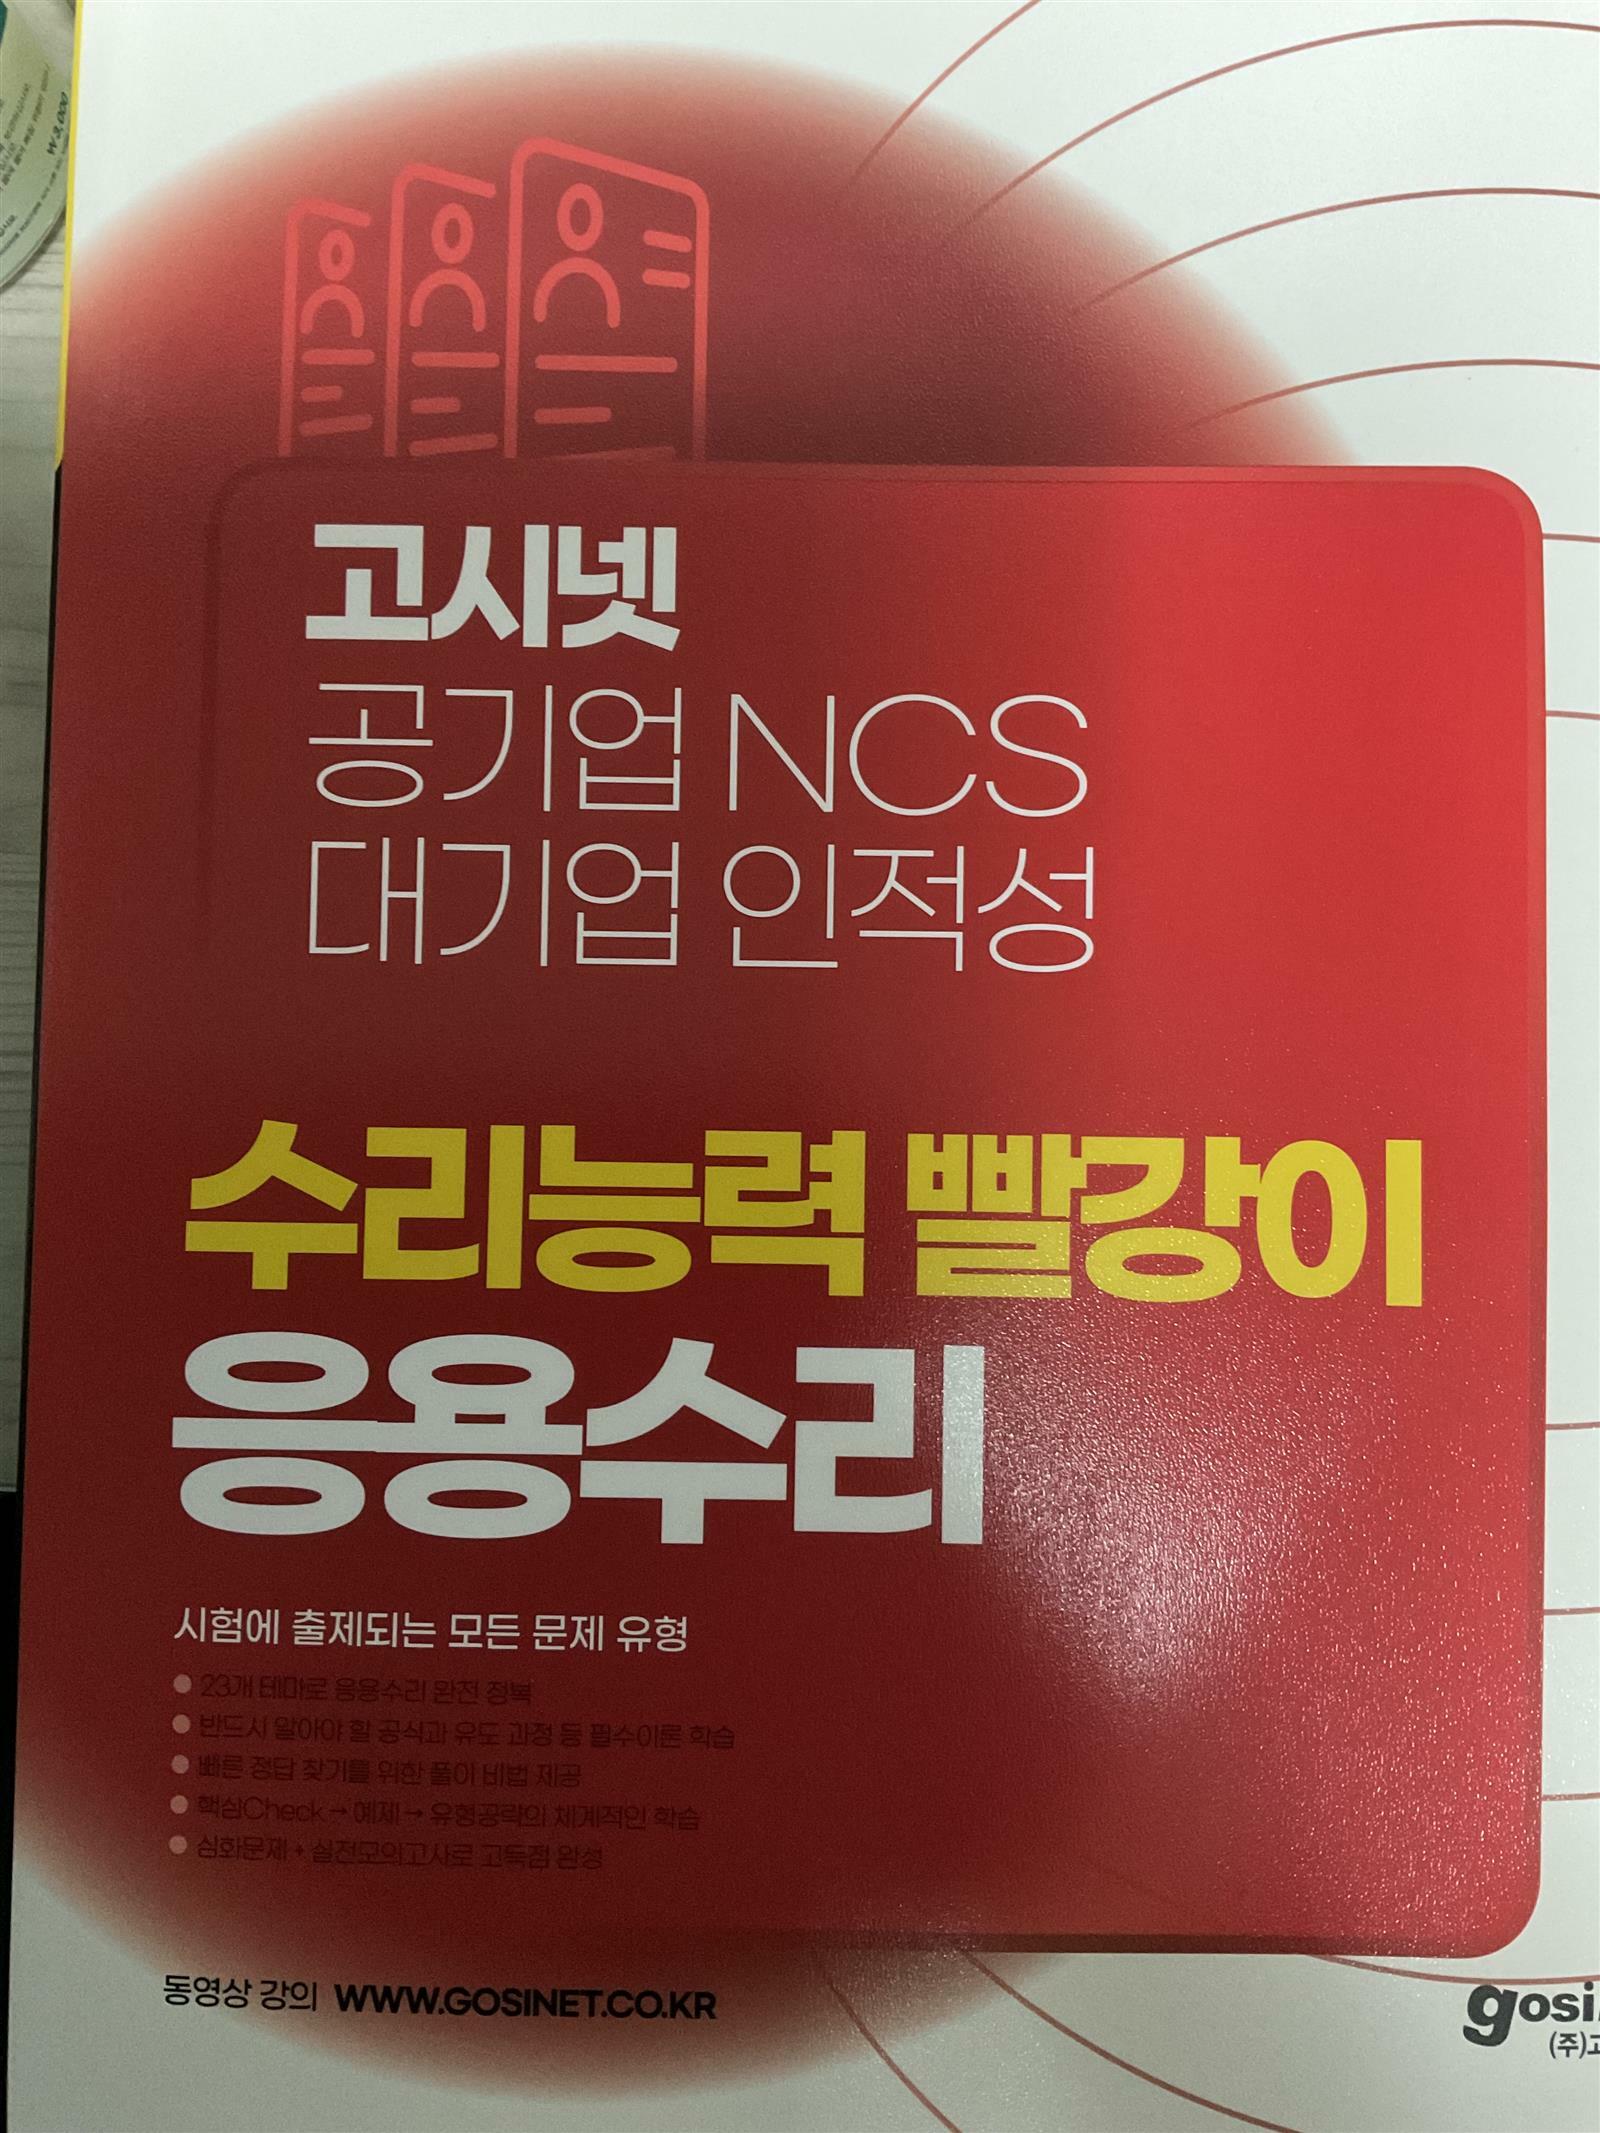 고시넷
공기업 NCS
대기업 인적성
수리능력 빨강이
응용수리
시험에 출제되는 모든 문제 유형
23개 테마로 응용수리 완전 정복
반드시 알아야 할 공식과 유도 과정 등 필수이론 학습
빠른 정답 찾기를 위한 풀이 비법 제공
핵심Check → 예제 → 유형공략의 체계적인 학습
심화문제 + 실전모의고사로 고득점 완성
동영상 강의 WWW.GOSINET.CO.KR
gosi
(주)고
₩3,000